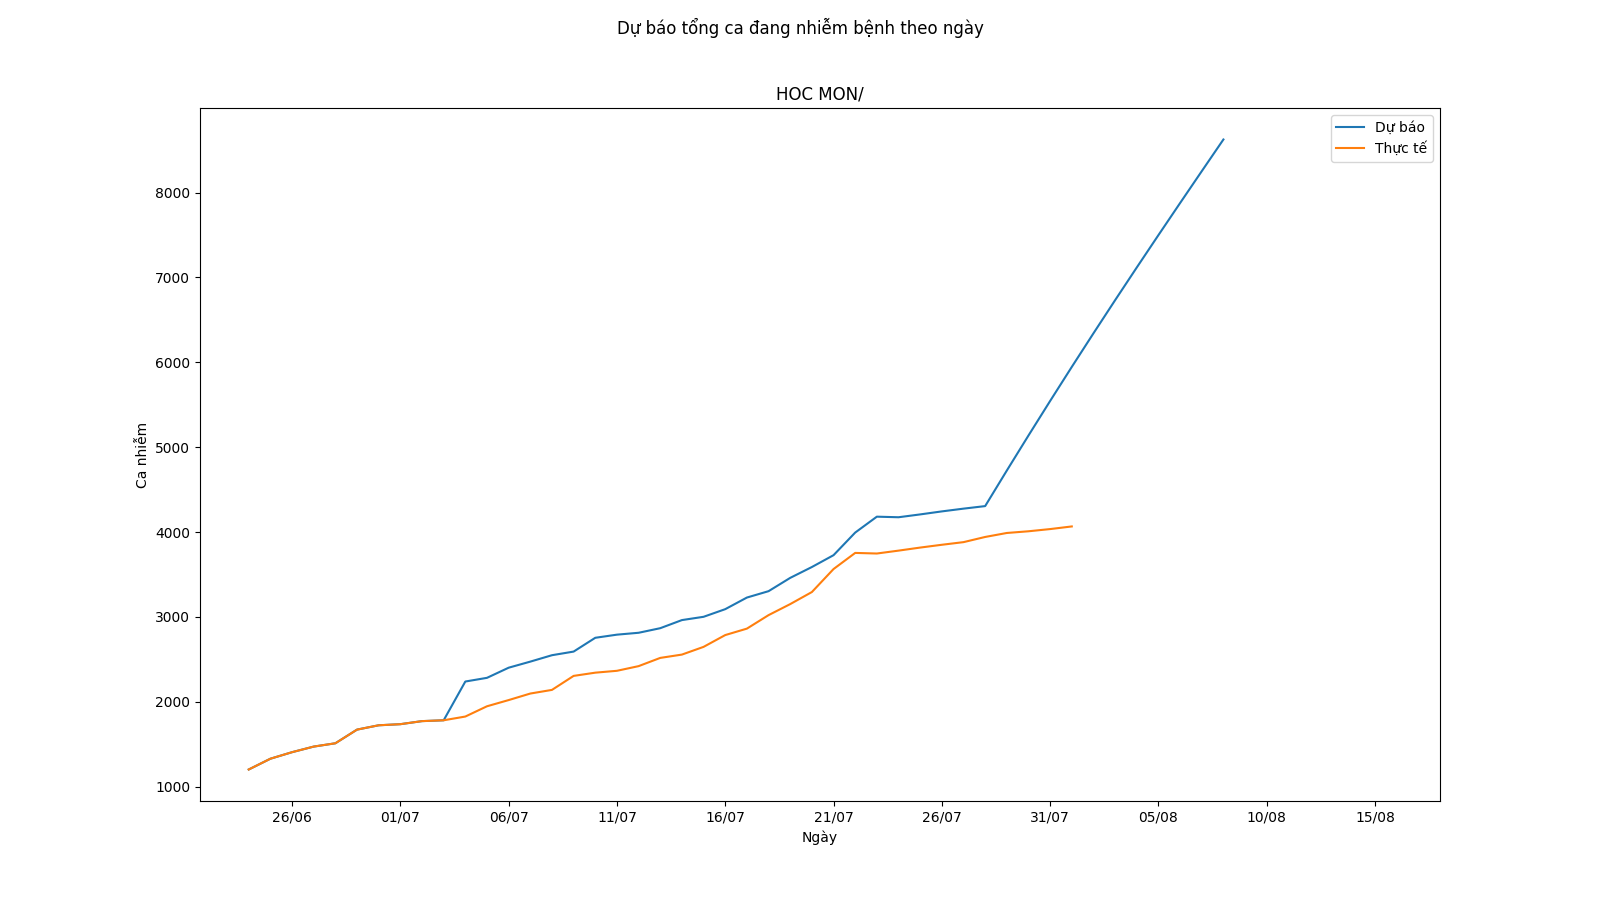 Dự báo tổng ca đang nhiễm bệnh theo ngày
HOC MON/
Dự báo
Thực tế
8000
7000
6000
5000
4000
3000
2000
1000
Ca nhiễm
26/06 01/07 06/07 11/07 16/07 21/07 26/07 31/07 05/08 10/08 15/08
Ngày